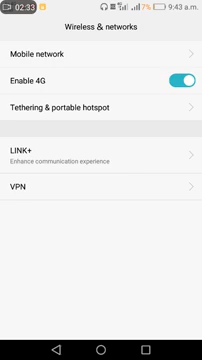 02:33
4G
7%
9:43 a.m.
Wireless & networks
Mobile network
Enable 4G
Tethering & portable hotspot
LINK+
Enhance communication experience
VPN